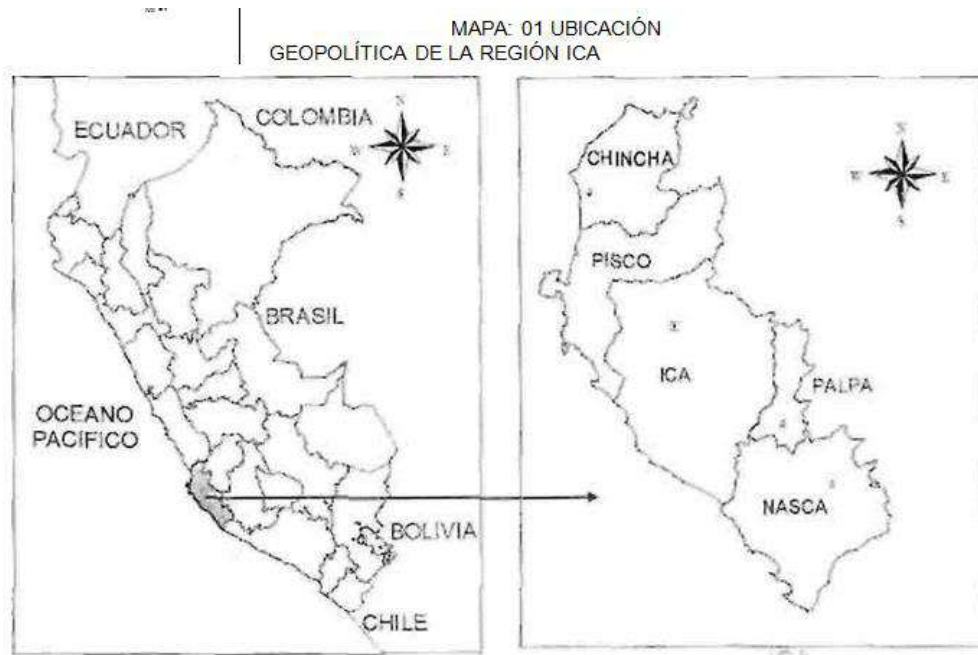 MAPA: 01 UBICACIÓN
GEOPOLÍTICA DE LA REGIÓN ICA
ECUADOR
COLOMBIA
N
W
E
S
BRASIL
OCEANO
PACIFICO
BOLIVIA
CHILE
CHINCHA
PISCO
ICA
PALPA
NASCA
N
E